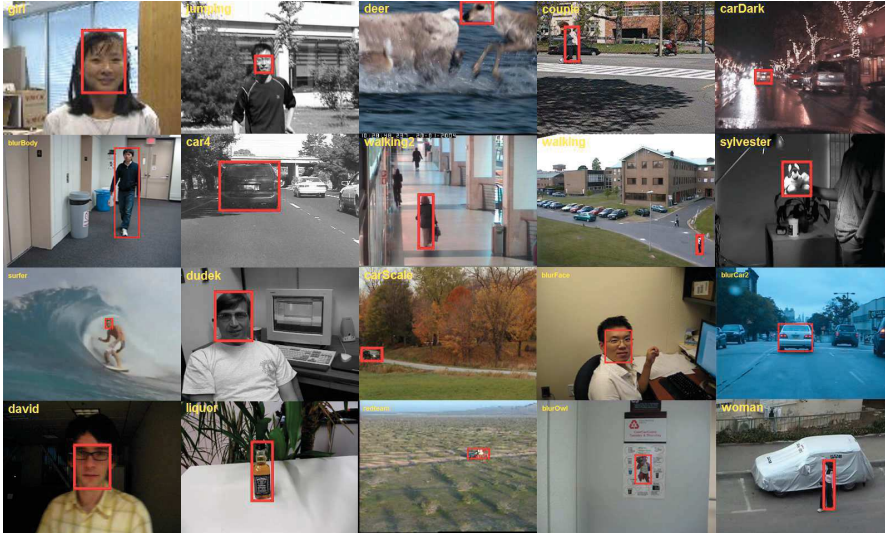 girl
jumping
deer
couple
carDark
blurBody
car4
walking2
walking
sylvester
surfer
dudek
carScale
blurFace
blurCar2
david
liquor
blurOwl
woman